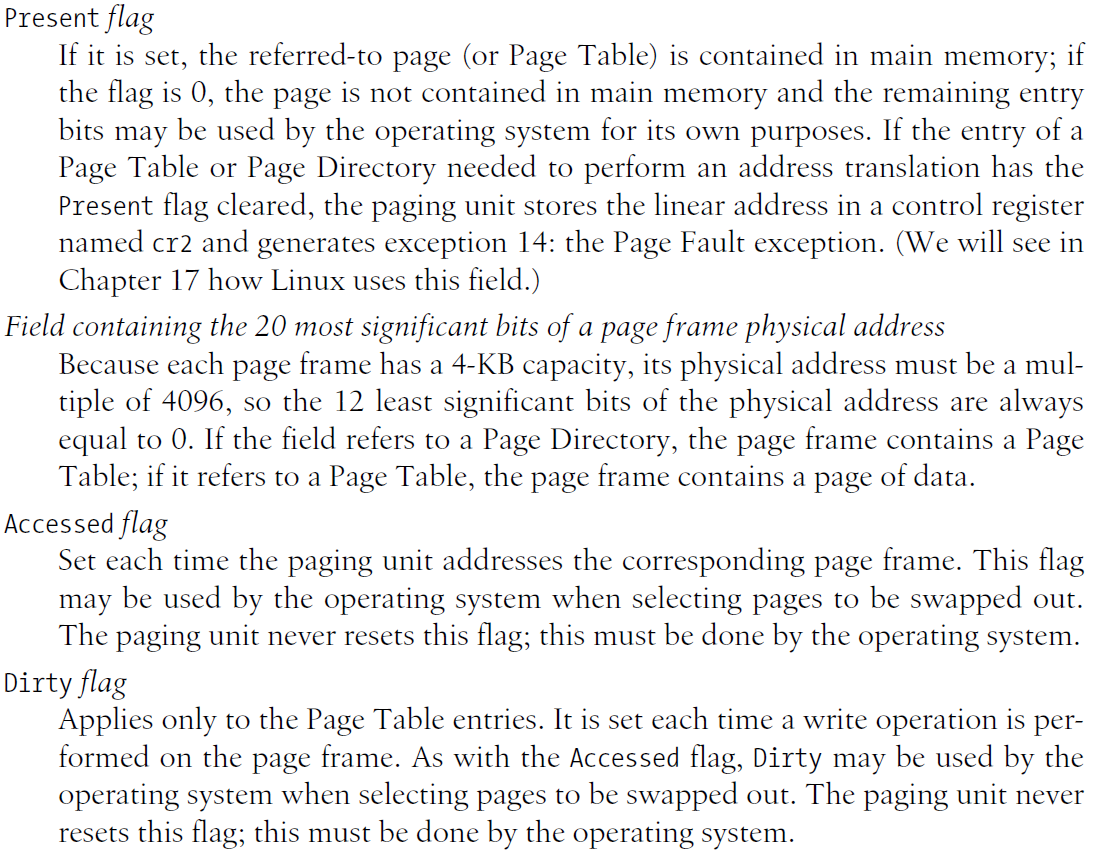 Present flag
If it is set, the referred-to page (or Page Table) is contained in main memory; if
the flag is 0, the page is not contained in main memory and the remaining entry
bits may be used by the operating system for its own purposes. If the entry of a
Page Table or Page Directory needed to perform an address translation has the
Present flag cleared, the paging unit stores the linear address in a control register
named cr2 and generates exception 14: the Page Fault exception. (We will see in
Chapter 17 how Linux uses this field.)
Field containing the 20 most significant bits of a page frame physical address
Because each page frame has a 4-KB capacity, its physical address must be a mul-
tiple of 4096, so the 12 least significant bits of the physical address are always
equal to 0. If the field refers to a Page Directory, the page frame contains a Page
Table; if it refers to a Page Table, the page frame contains a page of data.
Accessed flag
Set each time the paging unit addresses the corresponding page frame. This flag
may be used by the operating system when selecting pages to be swapped out.
The paging unit never resets this flag; this must be done by the operating system.
Dirty flag
Applies only to the Page Table entries. It is set each time a write operation is per-
formed on the page frame. As with the Accessed flag, Dirty may be used by the
operating system when selecting pages to be swapped out. The paging unit never
resets this flag; this must be done by the operating system.